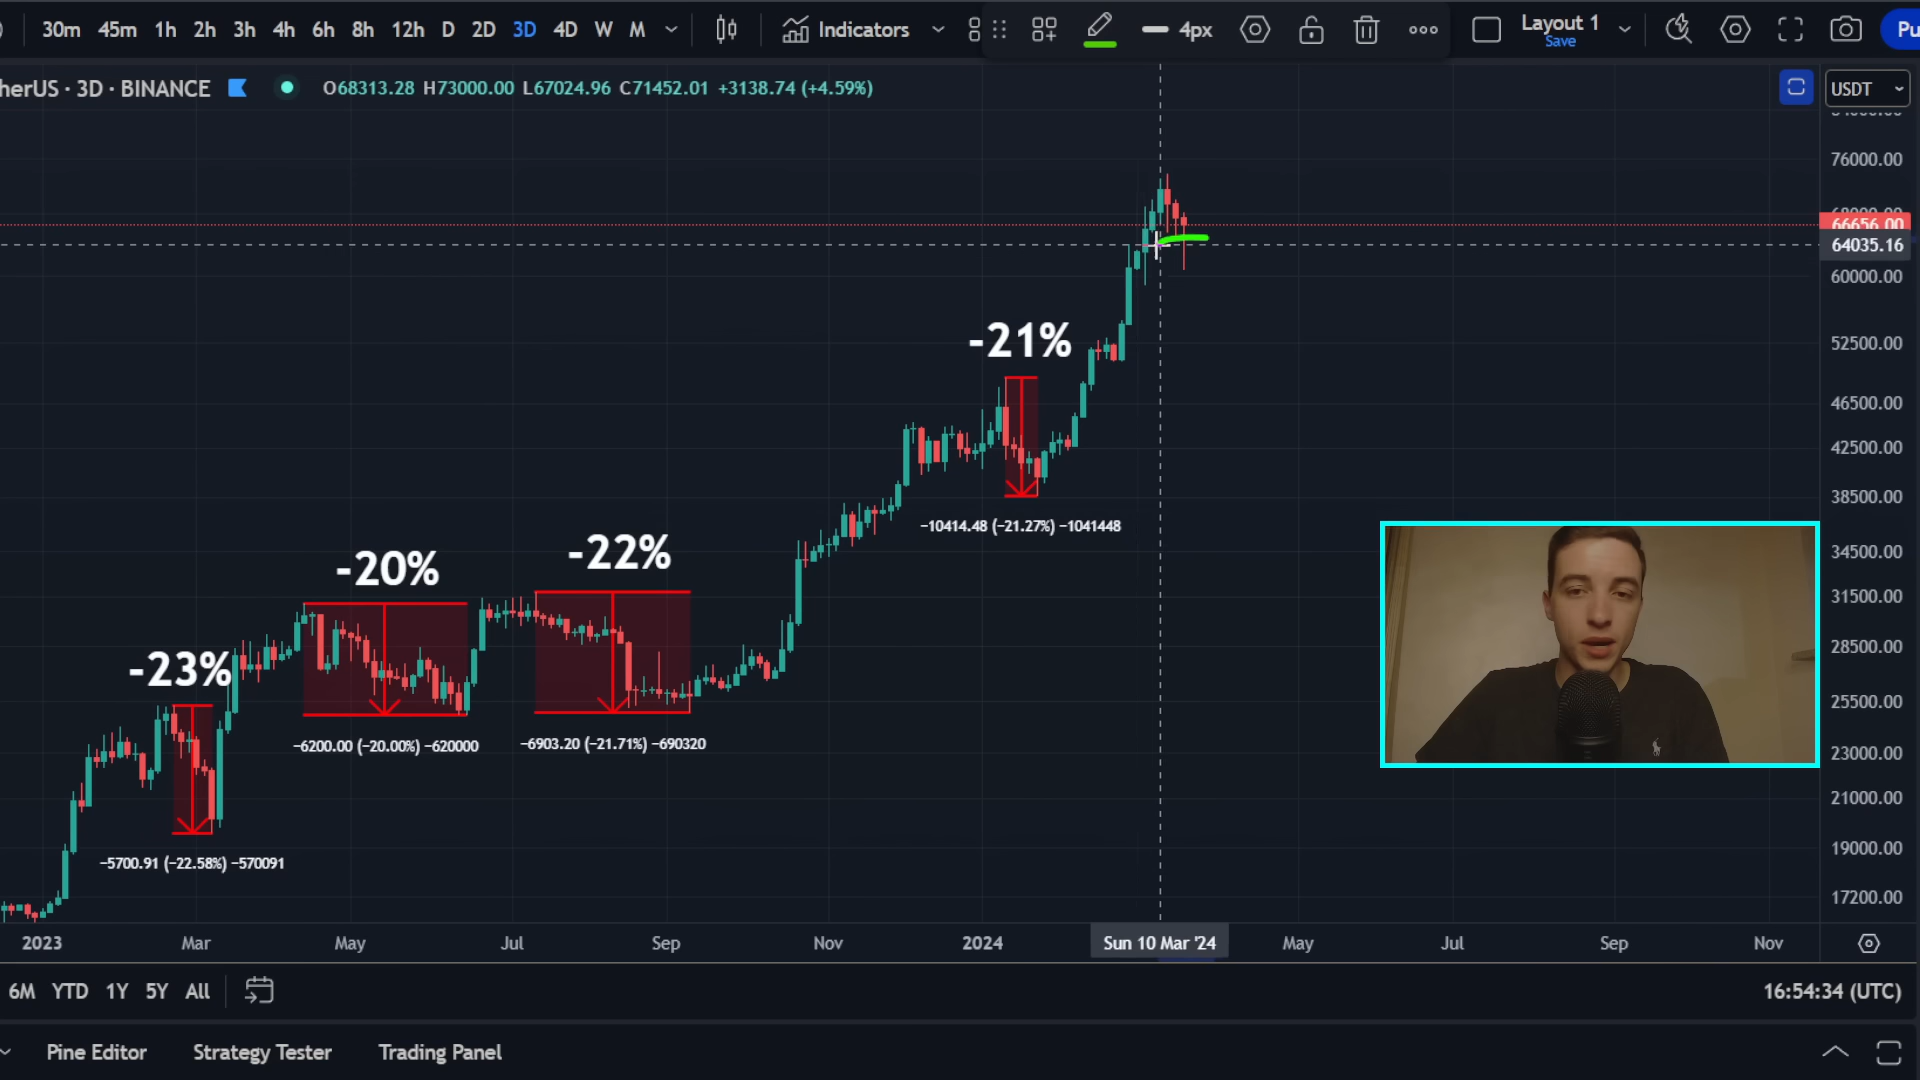 30m 45m 1h 2h 3h 4h 6h 8h 12h D 2D 3D 4D W M Indicators 4px Layout 1 Save Pu
herUS · 3D · BINANCE O68313.28 H73000.00 L67024.96 C71452.01 +3138.74 (+4.59%) USDT
76000.00
66656.00
64035.16
60000.00
-21%
52500.00
46500.00
42500.00
38500.00
−10414.48 (−21.27%) −1041448
-20%
-22%
34500.00
31500.00
-23%
28500.00
25500.00
−6200.00 (−20.00%) −620000
−6903.20 (−21.71%) −690320
23000.00
21000.00
19000.00
−5700.91 (−22.58%) −570091
17200.00
2023 Mar May Jul Sep Nov 2024 Sun 10 Mar '24 May Jul Sep Nov
6M YTD 1Y 5Y All 16:54:34 (UTC)
Pine Editor Strategy Tester Trading Panel